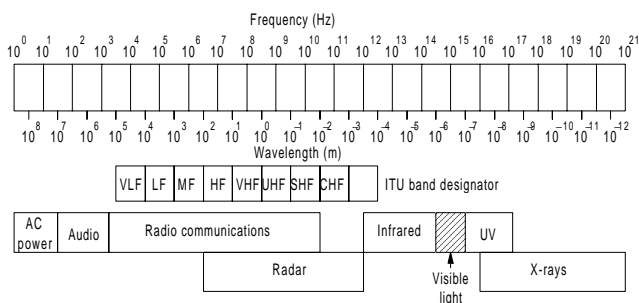 Frequency (Hz)
10^0 10^1 10^2 10^3 10^4 10^5 10^6 10^7 10^8 10^9 10^10 10^11 10^12 10^13 10^14 10^15 10^16 10^17 10^18 10^19 10^20 10^21
10^8 10^7 10^6 10^5 10^4 10^3 10^2 10^1 10^0 10^−1 10^−2 10^−3 10^−4 10^−5 10^−6 10^−7 10^−8 10^−9 10^−10 10^−11 10^−12
Wavelength (m)
VLF LF MF HF VHF UHF SHF CHF ITU band designator
AC power
Audio
Radio communications
Infrared
UV
Radar
Visible light
X-rays